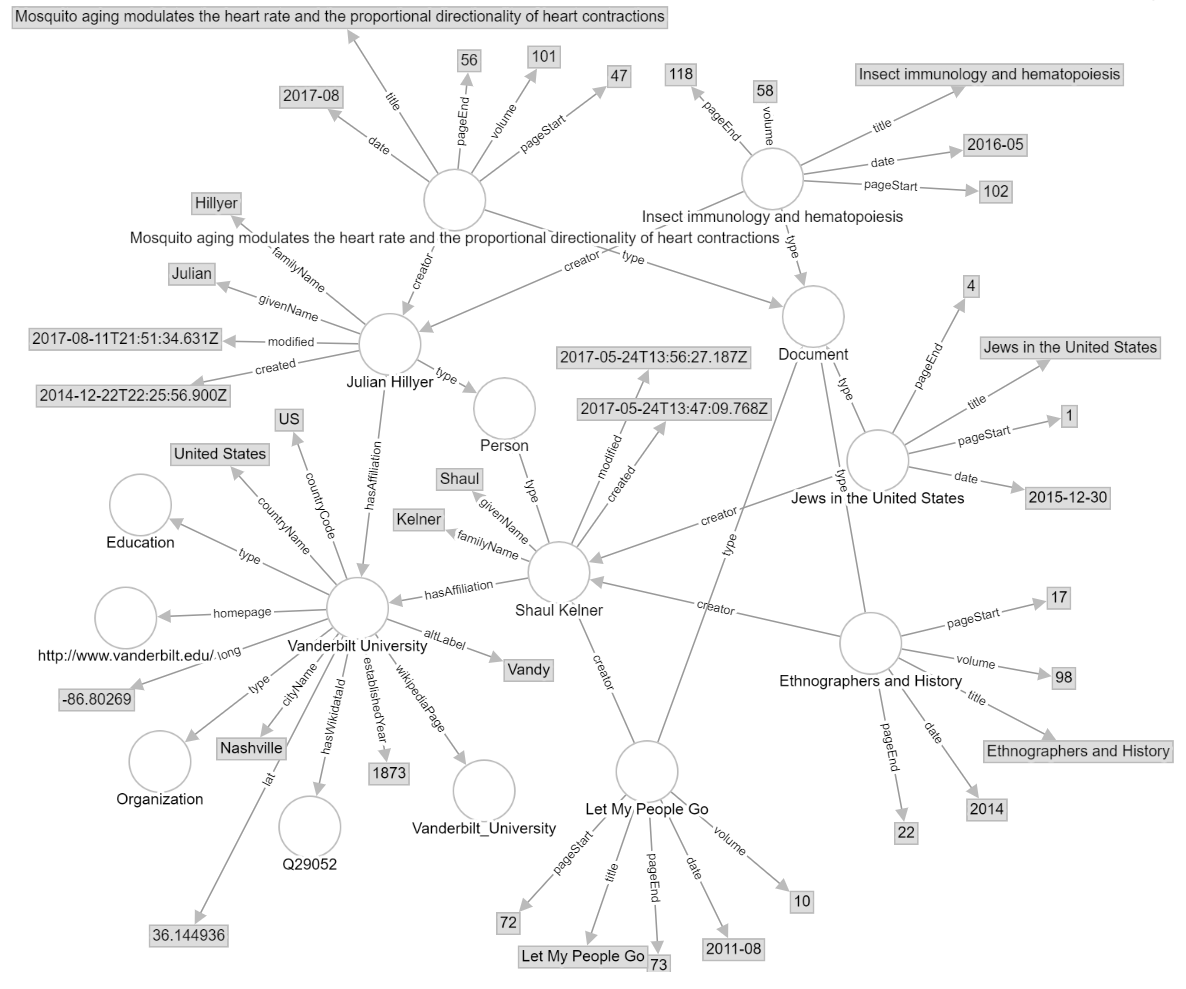 Mosquito aging modulates the heart rate and the proportional directionality of heart contractions
56
101
47
2017-08
title
pageEnd
volume
pageStart
date
118
58
Insect immunology and hematopoiesis
pageEnd
volume
title
date
2016-05
pageStart
102
Insect immunology and hematopoiesis
Mosquito aging modulates the heart rate and the proportional directionality of heart contractions
type
creator
type
creator
Hillyer
familyName
Julian
givenName
2017-08-11T21:51:34.631Z
modified
created
2014-12-22T22:25:56.900Z
Julian Hillyer
type
Person
Document
4
pageEnd
Jews in the United States
title
type
pageStart
1
date
2015-12-30
Jews in the United States
2017-05-24T13:56:27.187Z
2017-05-24T13:47:09.768Z
modified
created
type
Shaul
givenName
Kelner
familyName
creator
type
type
hasAffiliation
US
United States
countryCode
countryName
Education
type
homepage
http://www.vanderbilt.edu/
long
-86.80269
Vanderbilt University
hasAffiliation
Shaul Kelner
creator
altLabel
Vandy
type
cityName
hasWikidataId
establishedYear
wikipediaPage
Nashville
lat
1873
Organization
Q29052
Vanderbilt_University
36.144936
creator
17
pageStart
volume
98
Ethnographers and History
title
date
pageEnd
Ethnographers and History
2014
22
Let My People Go
pageStart
title
pageEnd
date
volume
72
10
Let My People Go
73
2011-08